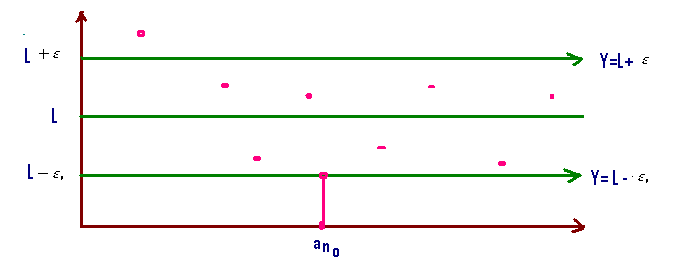 L + ε
Y=L+ ε
L
L − ε,
Y=L - ε,
an₀